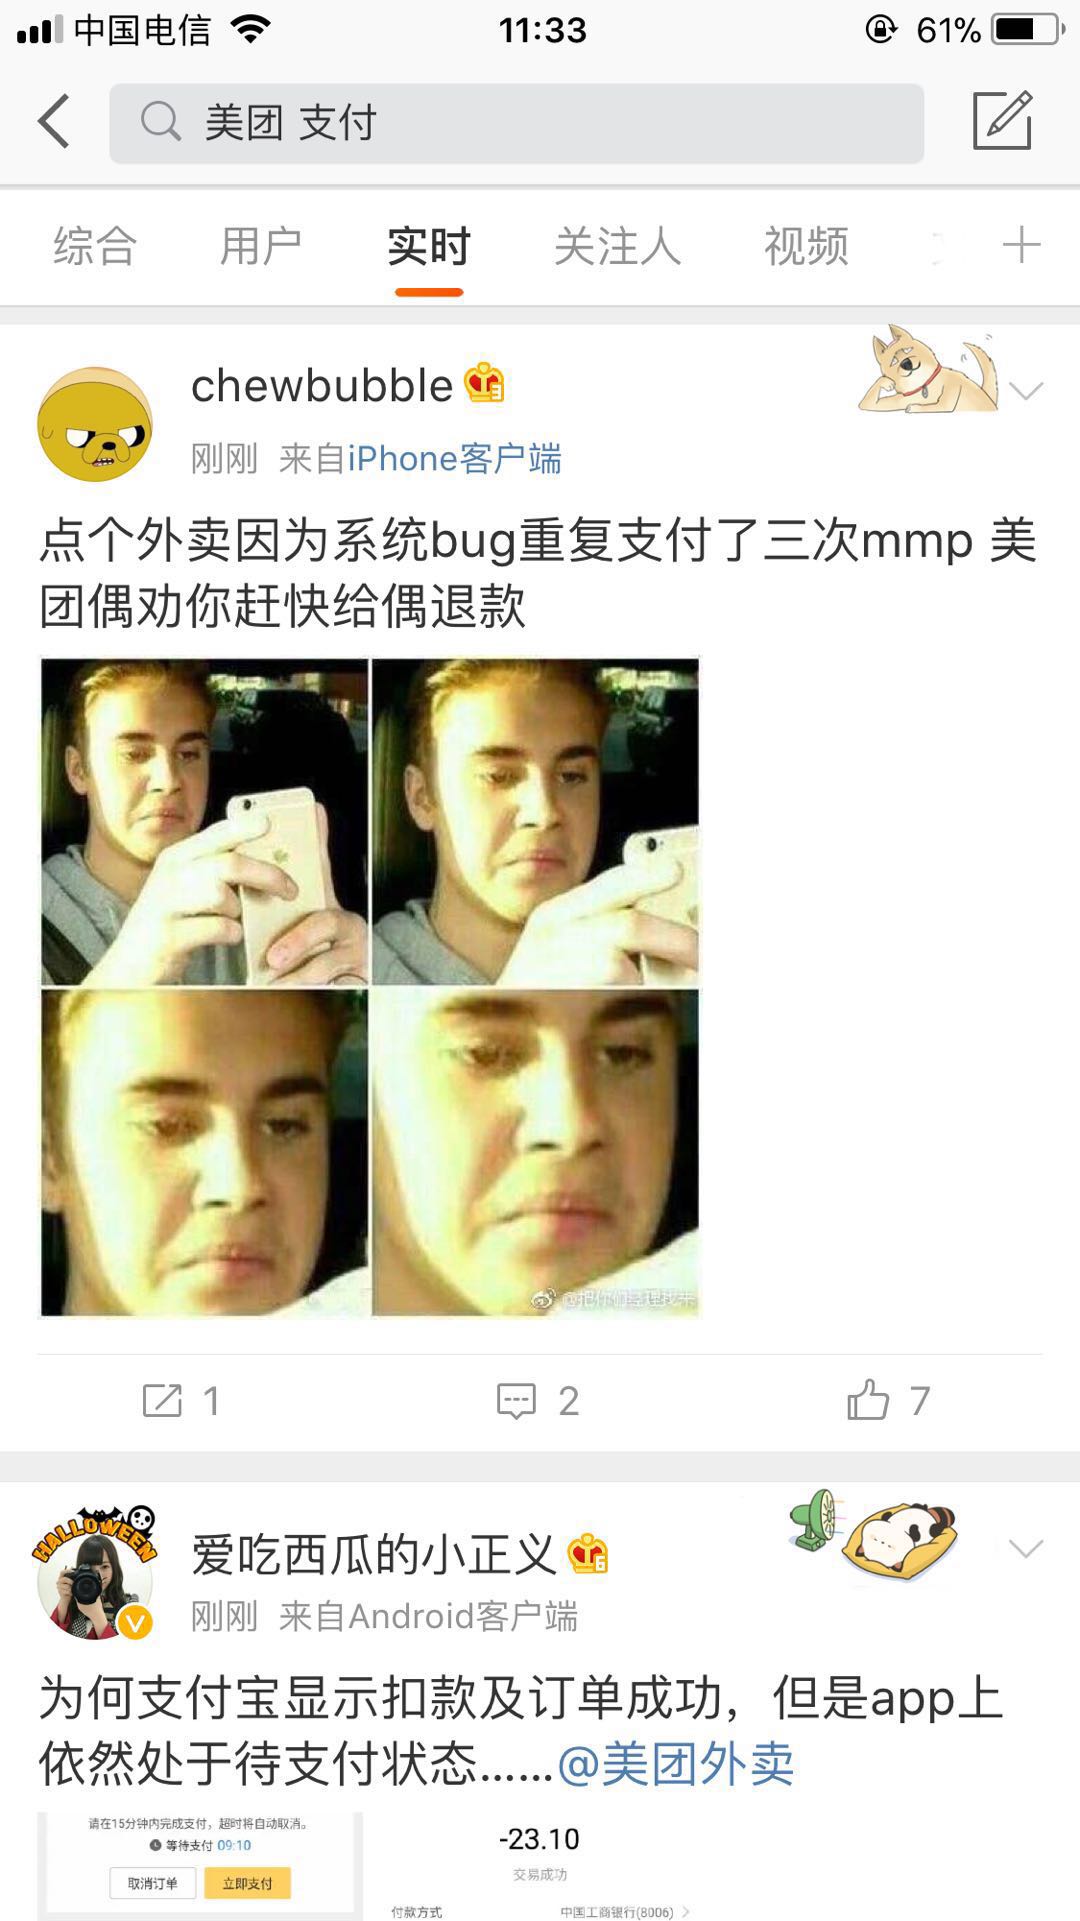 中国电信 11:33 61%
美团 支付
综合 用户 实时 关注人 视频
chewbubble
刚刚 来自iPhone客户端
点个外卖因为系统bug重复支付了三次mmp 美
团偶劝你赶快给偶退款
@把你们经理找来
1 2 7
HALLOWEEN
爱吃西瓜的小正义
刚刚 来自Android客户端
为何支付宝显示扣款及订单成功，但是app上
依然处于待支付状态……@美团外卖
请在15分钟内完成支付，超时将自动取消。
等待支付 09:10
取消订单 立即支付
-23.10
交易成功
付款方式 中国工商银行(8006)